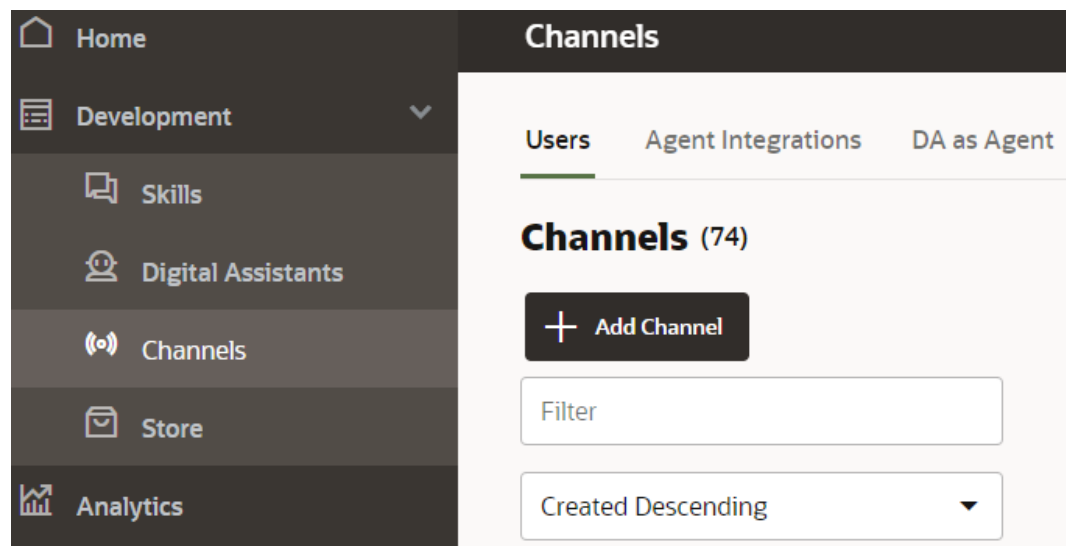 Home
Development
Skills
Digital Assistants
Channels
Store
Analytics
Channels
Users Agent Integrations DA as Agent
Channels (74)
Add Channel
Filter
Created Descending